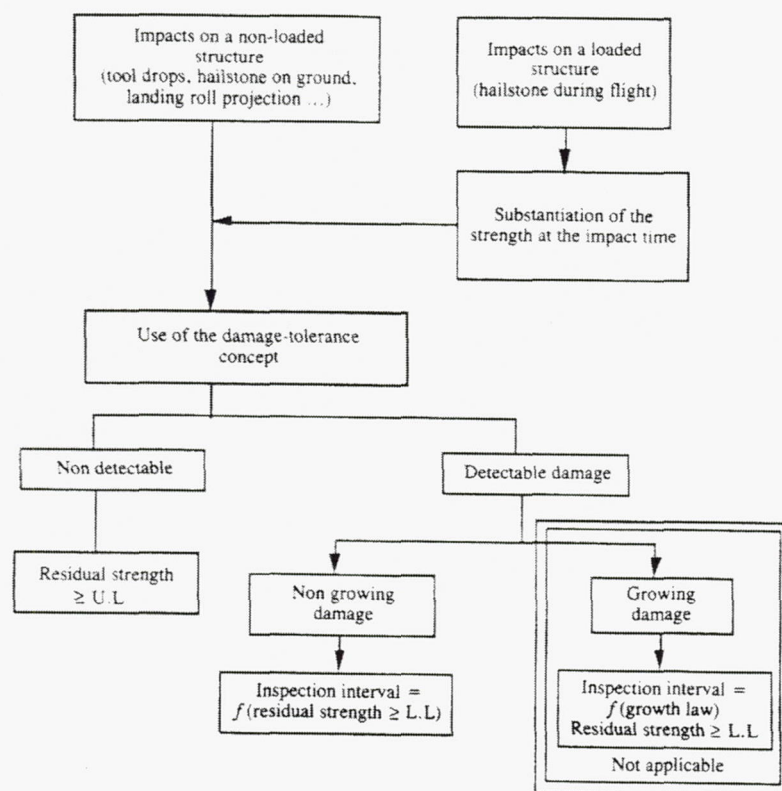 Impacts on a non-loaded
structure
(tool drops, hailstone on ground,
landing roll projection ...)
Impacts on a loaded
structure
(hailstone during flight)
Substantiation of the
strength at the impact time
Use of the damage-tolerance
concept
Non detectable
Detectable damage
Residual strength
≥ U.L
Non growing
damage
Growing
damage
Inspection interval =
f(residual strength ≥ L.L)
Inspection interval =
f(growth law)
Residual strength ≥ L.L
Not applicable